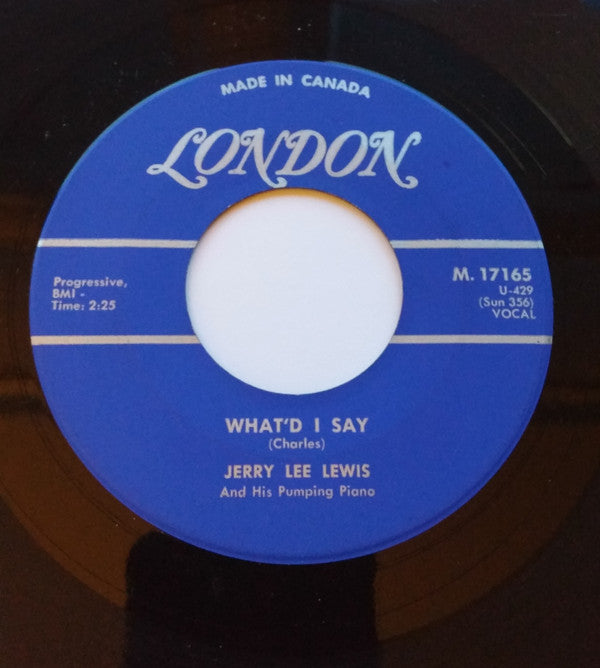 MADE IN CANADA
LONDON
Progressive,
BMI -
Time: 2:25
M. 17165
U-429
(Sun 356)
VOCAL
WHAT'D I SAY
(Charles)
JERRY LEE LEWIS
And His Pumping Piano